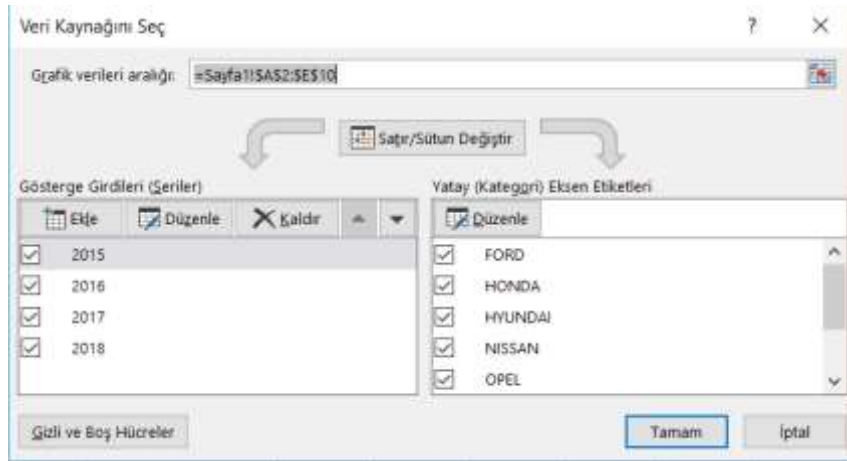 Veri Kaynağını Seç ? ×
Grafik verileri aralığı: =Sayfa1!$A$2:$E$10
Satır/Sütun Değiştir
Gösterge Girdileri (Seriler)
Ekle Düzenle Kaldır
2015
2016
2017
2018
Yatay (Kategori) Eksen Etiketleri
Düzenle
FORD
HONDA
HYUNDAI
NISSAN
OPEL
Gizli ve Boş Hücreler
Tamam İptal